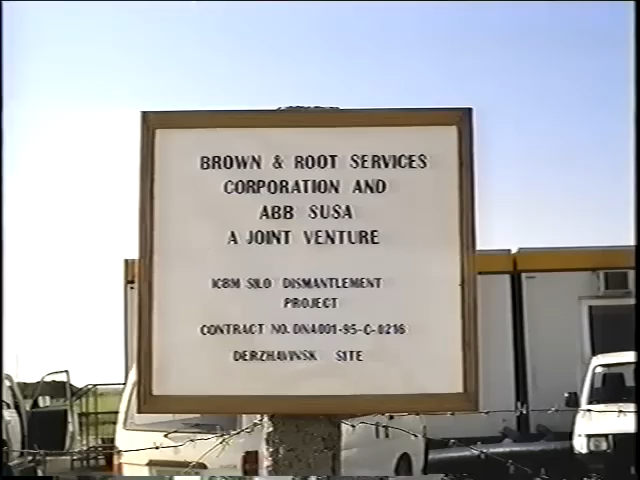 BROWN & ROOT SERVICES
CORPORATION AND
ABB SUSA
A JOINT VENTURE
ICBM SILO DISMANTLEMENT
PROJECT
CONTRACT NO. DNA001-95-C-0216
DERZHAVINSK SITE